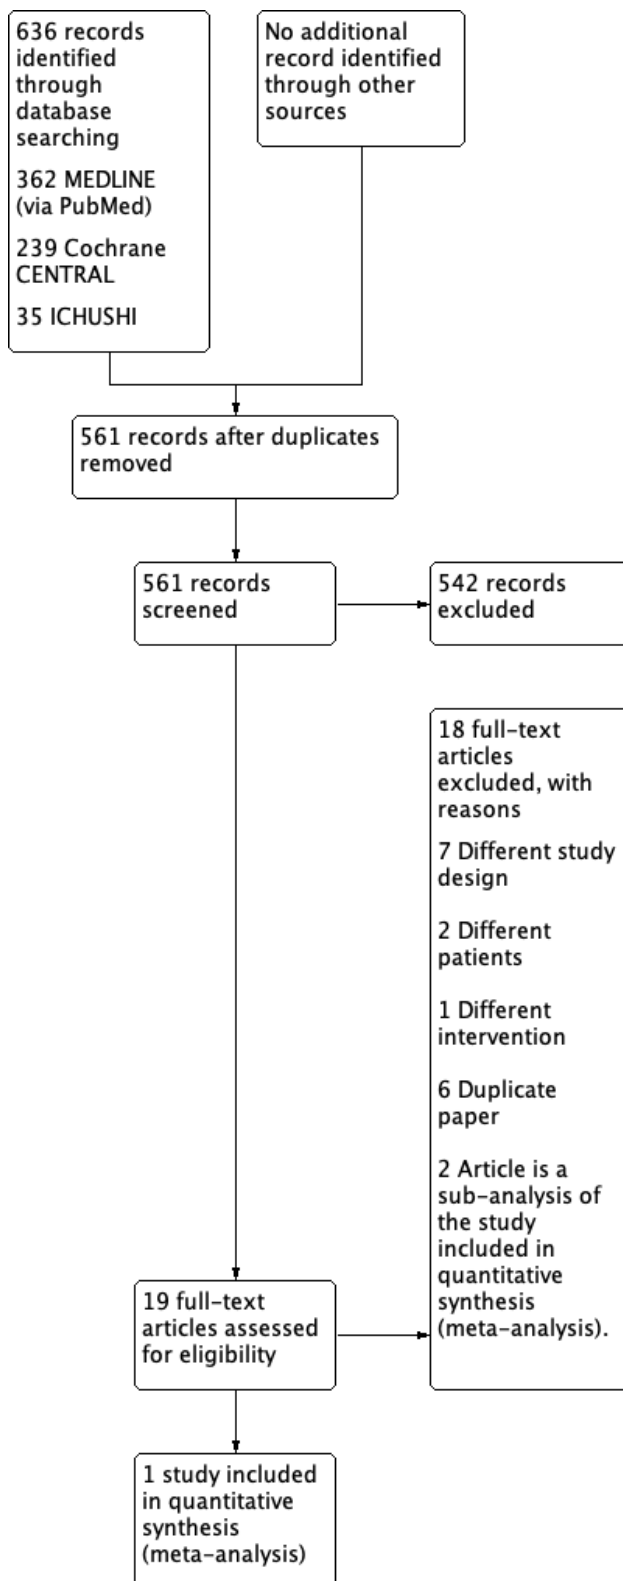 636 records
identified
through
database
searching
362 MEDLINE
(via PubMed)
239 Cochrane
CENTRAL
35 ICHUSHI
No additional
record identified
through other
sources
561 records after duplicates
removed
561 records
screened
542 records
excluded
18 full-text
articles
excluded, with
reasons
7 Different study
design
2 Different
patients
1 Different
intervention
6 Duplicate
paper
2 Article is a
sub-analysis of
the study
included in
quantitative
synthesis
(meta-analysis).
19 full-text
articles assessed
for eligibility
1 study included
in quantitative
synthesis
(meta-analysis)